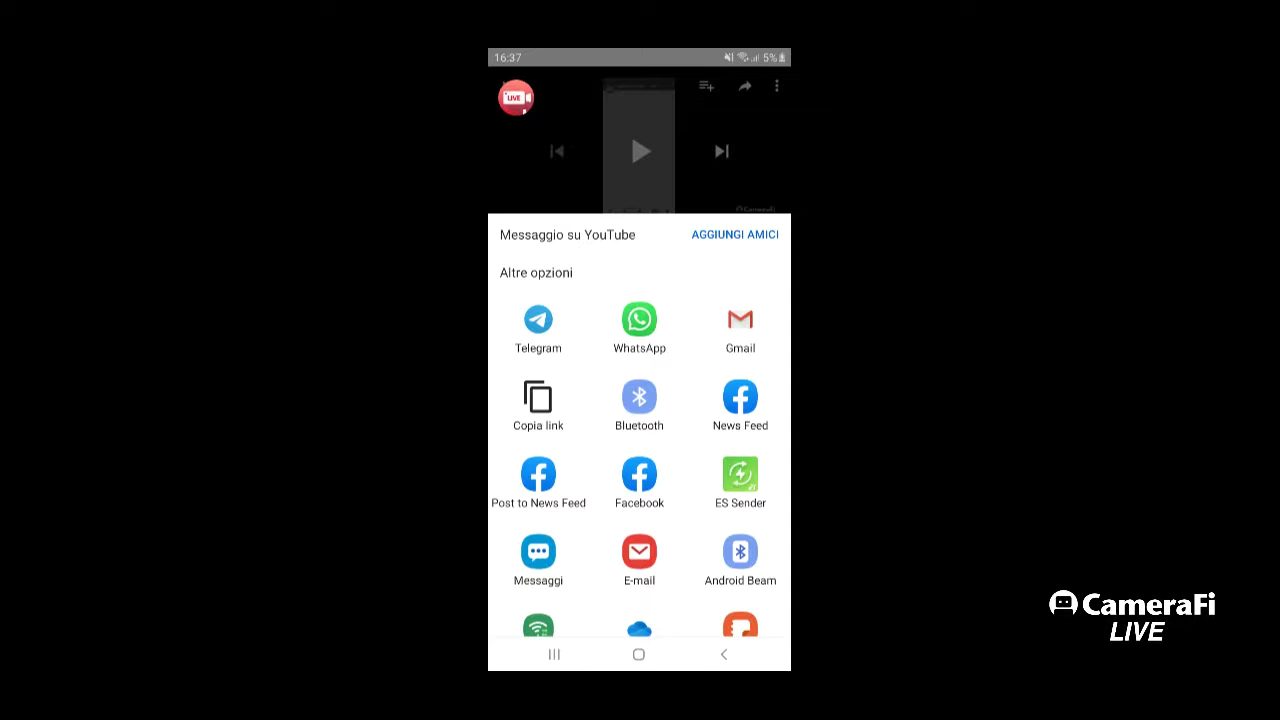 16:37
5%
LIVE
Messaggio su YouTube
AGGIUNGI AMICI
Altre opzioni
Telegram
WhatsApp
Gmail
Copia link
Bluetooth
News Feed
Post to News Feed
Facebook
ES Sender
Messaggi
E-mail
Android Beam
CameraFi
LIVE